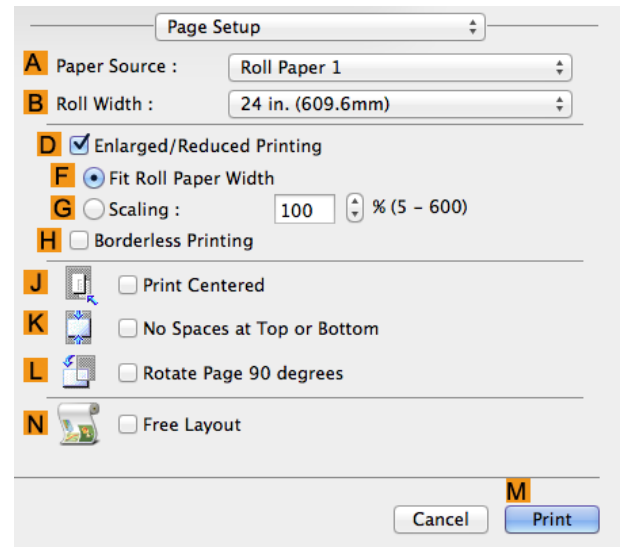 Page Setup
A Paper Source : Roll Paper 1
B Roll Width : 24 in. (609.6mm)
D Enlarged/Reduced Printing
F Fit Roll Paper Width
G Scaling : 100 % (5 – 600)
H Borderless Printing
J Print Centered
K No Spaces at Top or Bottom
L Rotate Page 90 degrees
N Free Layout
M
Cancel Print